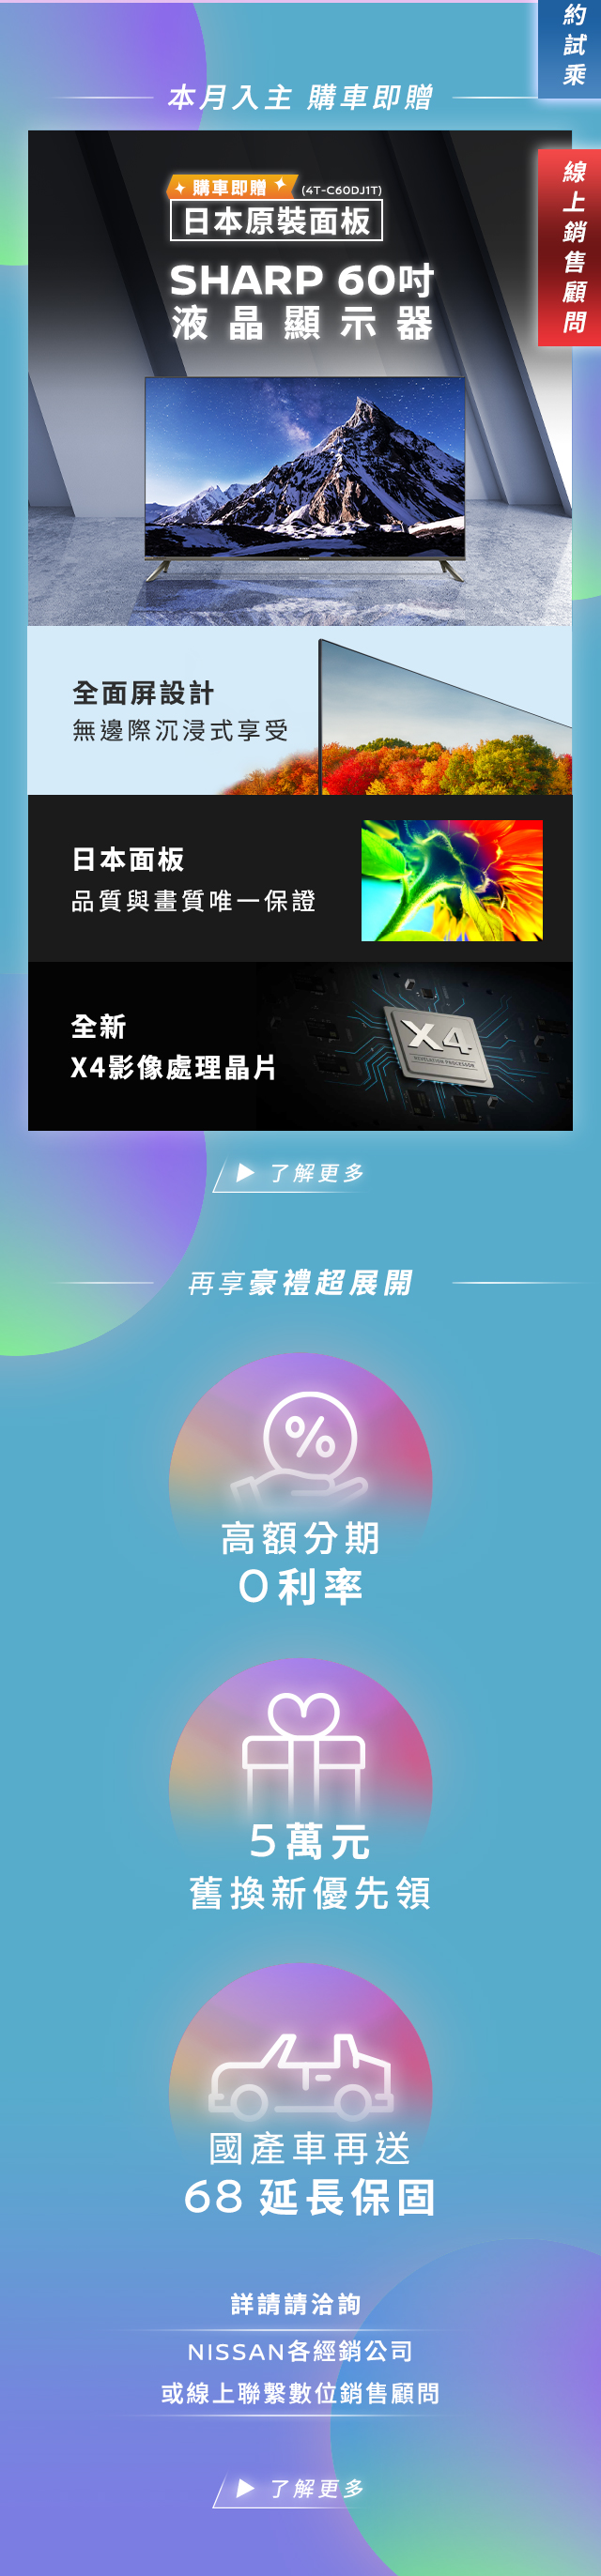 約試乘
本月入主 購車即贈
線上銷售顧問
購車即贈 (4T-C60DJ1T)
日本原裝面板
SHARP 60吋
液晶顯示器
全面屏設計
無邊際沉浸式享受
日本面板
品質與畫質唯一保證
全新
X4影像處理晶片
X4
REVELATION PROCESSOR
了解更多
再享豪禮超展開
%
高額分期
0利率
5萬元
舊換新優先領
國產車再送
68 延長保固
詳請請洽詢
NISSAN各經銷公司
或線上聯繫數位銷售顧問
了解更多